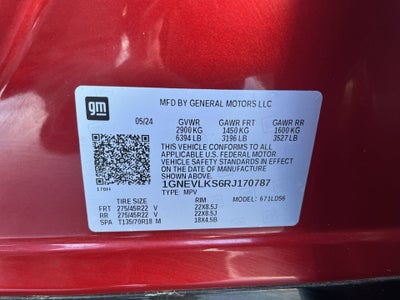 gm
MFD BY GENERAL MOTORS LLC
05/24 GVWR GAWR FRT GAWR RR
2900 KG 1450 KG 1600 KG
6394 LB 3196 LB 3527 LB
THIS VEHICLE CONFORMS TO ALL
APPLICABLE U.S. FEDERAL MOTOR
VEHICLE SAFETY STANDARDS IN EFFECT
ON THE DATE OF MANUFACTURE
SHOWN ABOVE.
1GNEVLKS6RJ170787
TYPE: MPV
TIRE SIZE RIM 671LD56
FRT 275/45R22 V 22X8.5J
RR 275/45R22 V 22X8.5J
SPA T135/70R18 M 18X4.5B